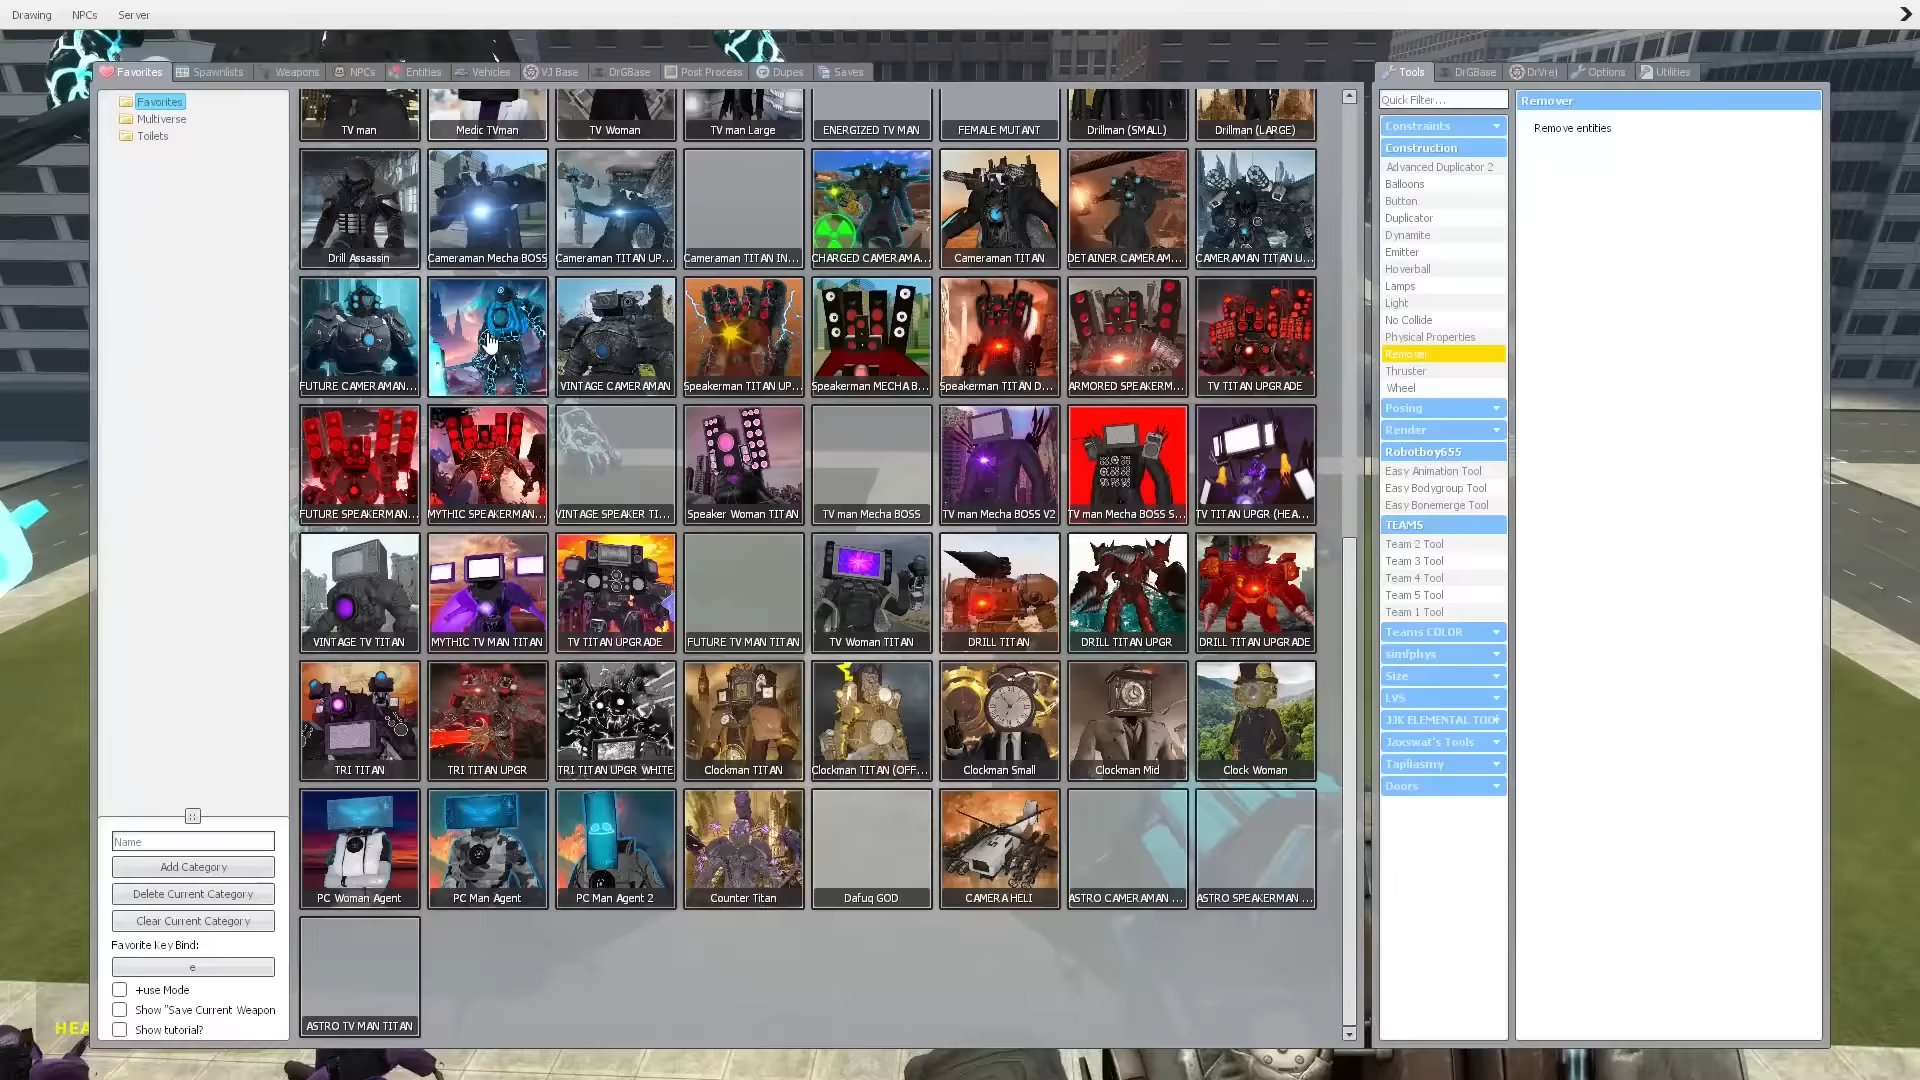 Drawing NPCs Server
Favorites Spawnlists Weapons NPCs Entities Vehicles VJ Base DrGBase Post Process Dupes Saves
Favorites
Multiverse
Toilets
TV man Medic TVman TV Woman TV man Large ENERGIZED TV MAN FEMALE MUTANT Drillman (SMALL) Drillman (LARGE)
Drill Assassin Cameraman Mecha BOSS Cameraman TITAN UP... Cameraman TITAN IN... CHARGED CAMERAMA... Cameraman TITAN DETAINER CAMERAM... CAMERAMAN TITAN U...
FUTURE CAMERAMAN... VINTAGE CAMERAMAN Speakerman TITAN UP... Speakerman MECHA B... Speakerman TITAN D... ARMORED SPEAKERM... TV TITAN UPGRADE
FUTURE SPEAKERMAN... MYTHIC SPEAKERMAN... VINTAGE SPEAKER TI... Speaker Woman TITAN TV man Mecha BOSS TV man Mecha BOSS V2 TV man Mecha BOSS S... TV TITAN UPGR (HEA...
VINTAGE TV TITAN MYTHIC TV MAN TITAN TV TITAN UPGRADE FUTURE TV MAN TITAN TV Woman TITAN DRILL TITAN DRILL TITAN UPGR DRILL TITAN UPGRADE
TRI TITAN TRI TITAN UPGR TRI TITAN UPGR WHITE Clockman TITAN Clockman TITAN (OFF... Clockman Small Clockman Mid Clock Woman
PC Woman Agent PC Man Agent PC Man Agent 2 Counter Titan Dafuq GOD CAMERA HELI ASTRO CAMERAMAN ... ASTRO SPEAKERMAN ...
ASTRO TV MAN TITAN
Name
Add Category
Delete Current Category
Clear Current Category
Favorite Key Bind:
e
+use Mode
Show "Save Current Weapon
Show tutorial?
HEA
Tools DrGBase DrVrej Options Utilities
Quick Filter...
Constraints
Construction
Advanced Duplicator 2
Balloons
Button
Duplicator
Dynamite
Emitter
Hoverball
Lamps
Light
No Collide
Physical Properties
Remover
Thruster
Wheel
Posing
Render
Robotboy655
Easy Animation Tool
Easy Bodygroup Tool
Easy Bonemerge Tool
TEAMS
Team 2 Tool
Team 3 Tool
Team 4 Tool
Team 5 Tool
Team 1 Tool
Teams COLOR
simfphys
Size
LVS
JJK ELEMENTAL TOO
Jaxswat's Tools
Tapliasmy
Doors
Remover
Remove entities